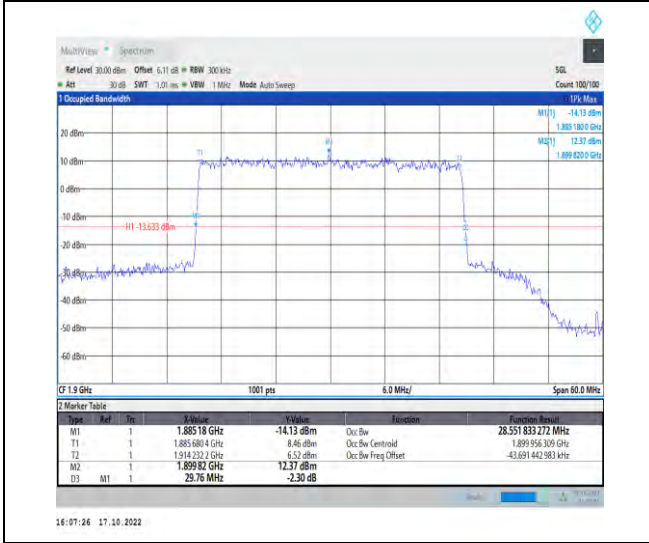 MultiView Spectrum
Ref Level 30.00 dBm Offset 6.11 dB RBW 300 kHz SGL
Att 30 dB SWT 1.01 ms VBW 1 MHz Mode Auto Sweep Count 100/100
1 Occupied Bandwidth 1Pk Max
M1[1] -14.13 dBm
1.885 180 0 GHz
M2[1] 12.37 dBm
1.899 820 0 GHz
20 dBm
10 dBm
0 dBm
-10 dBm
H1 -13.633 dBm
-20 dBm
-30 dBm
-40 dBm
-50 dBm
-60 dBm
T1
CF 1.9 GHz 1001 pts 6.0 MHz/ Span 60.0 MHz
2 Marker Table
Type Ref Trc X-Value Y-Value Function Function Result
M1 1 1.885 18 GHz -14.13 dBm Occ Bw 28.551 833 272 MHz
T1 1 1.885 680 4 GHz 8.46 dBm Occ Bw Centroid 1.899 956 309 GHz
T2 1 1.914 232 2 GHz 6.52 dBm Occ Bw Freq Offset -43.691 442 983 kHz
M2 1 1.899 82 GHz 12.37 dBm
D3 M1 1 29.76 MHz -2.30 dB
16:07:26 17.10.2022